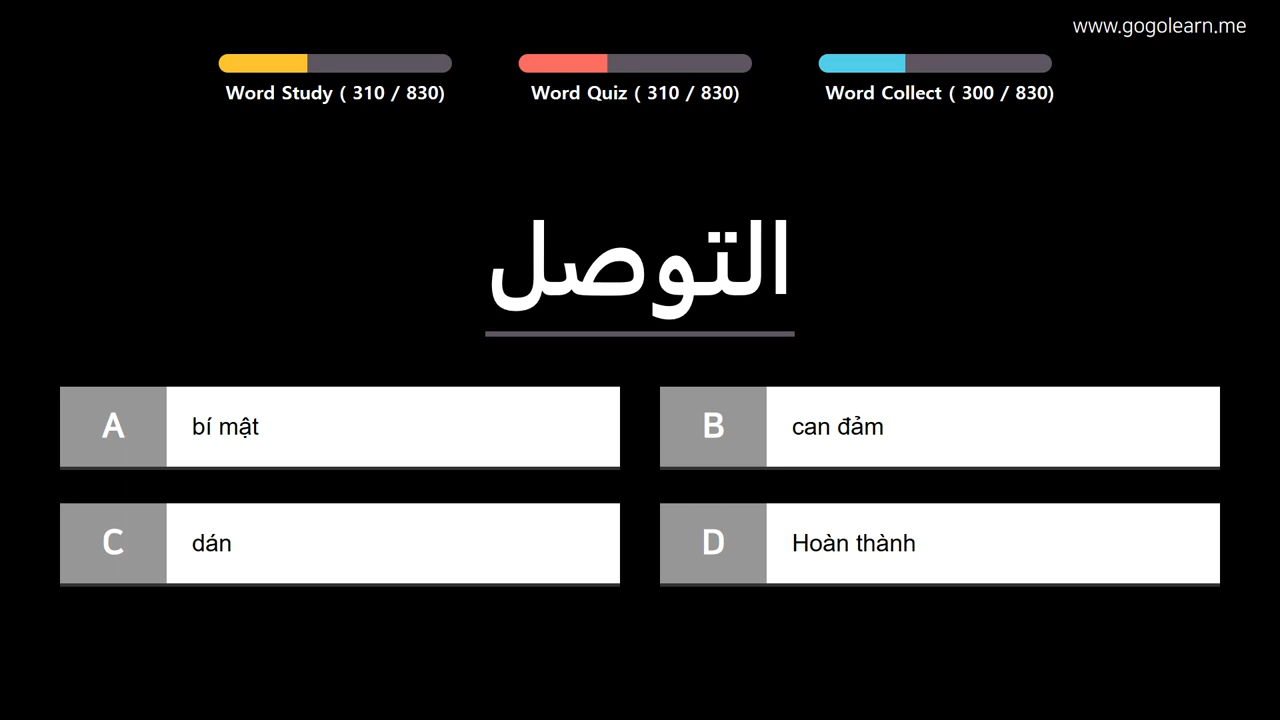 www.gogolearn.me
Word Study ( 310 / 830)
Word Quiz ( 310 / 830)
Word Collect ( 300 / 830)
التوصل
A
bí mật
B
can đảm
C
dán
D
Hoàn thành